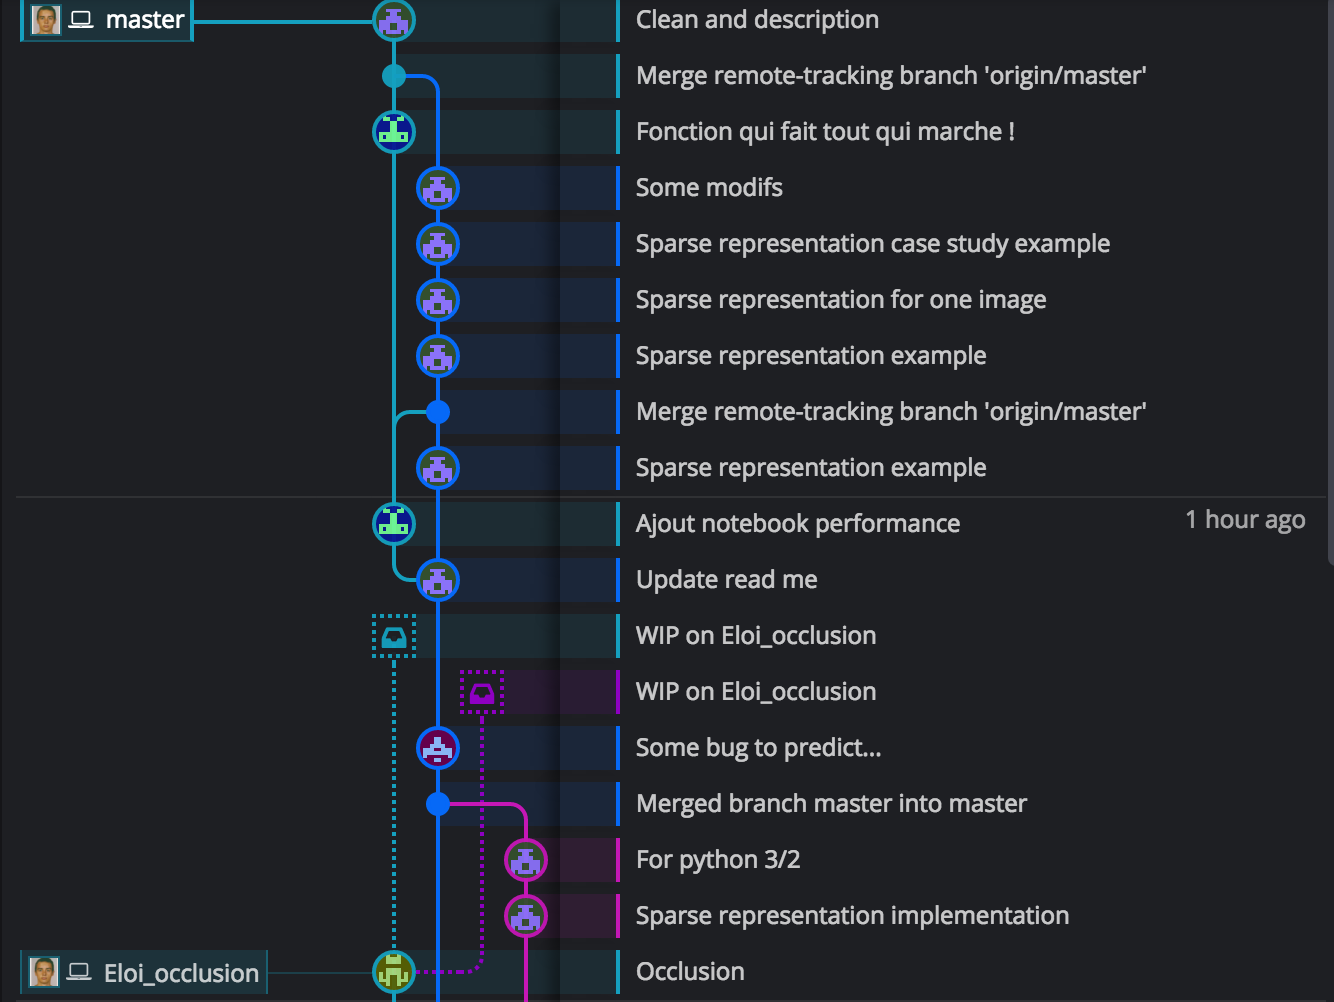 master
Clean and description
Merge remote-tracking branch 'origin/master'
Fonction qui fait tout qui marche !
Some modifs
Sparse representation case study example
Sparse representation for one image
Sparse representation example
Merge remote-tracking branch 'origin/master'
Sparse representation example
Ajout notebook performance 1 hour ago
Update read me
WIP on Eloi_occlusion
WIP on Eloi_occlusion
Some bug to predict...
Merged branch master into master
For python 3/2
Sparse representation implementation
Eloi_occlusion
Occlusion